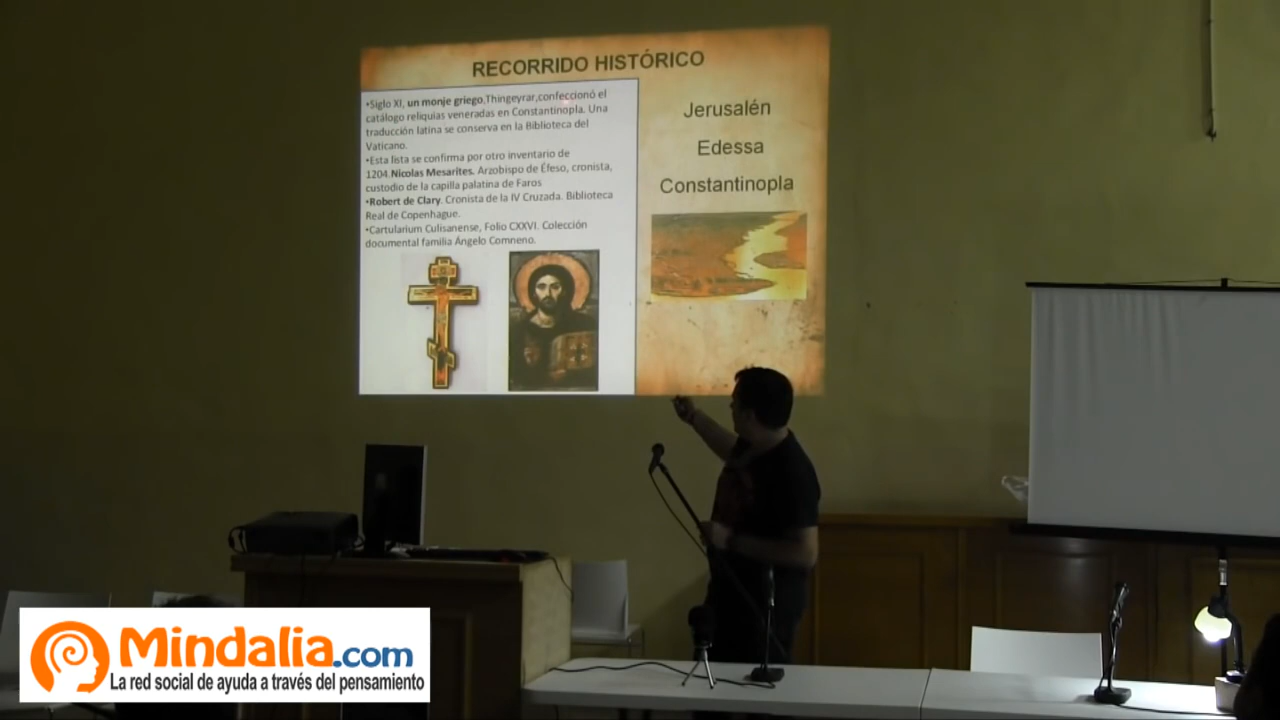 RECORRIDO HISTÓRICO
•Siglo XI, un monje griego,Thingeyrar,confeccionó el
catálogo reliquias veneradas en Constantinopla. Una
traducción latina se conserva en la Biblioteca del
Vaticano.
•Esta lista se confirma por otro inventario de
1204.Nicolas Mesarites. Arzobispo de Éfeso, cronista,
custodio de la capilla palatina de Faros
•Robert de Clary. Cronista de la IV Cruzada. Biblioteca
Real de Copenhague.
•Cartularium Culisanense, Folio CXXVI. Colección
documental familia Ángelo Comneno.
Jerusalén
Edessa
Constantinopla
Mindalia.com
La red social de ayuda a través del pensamiento